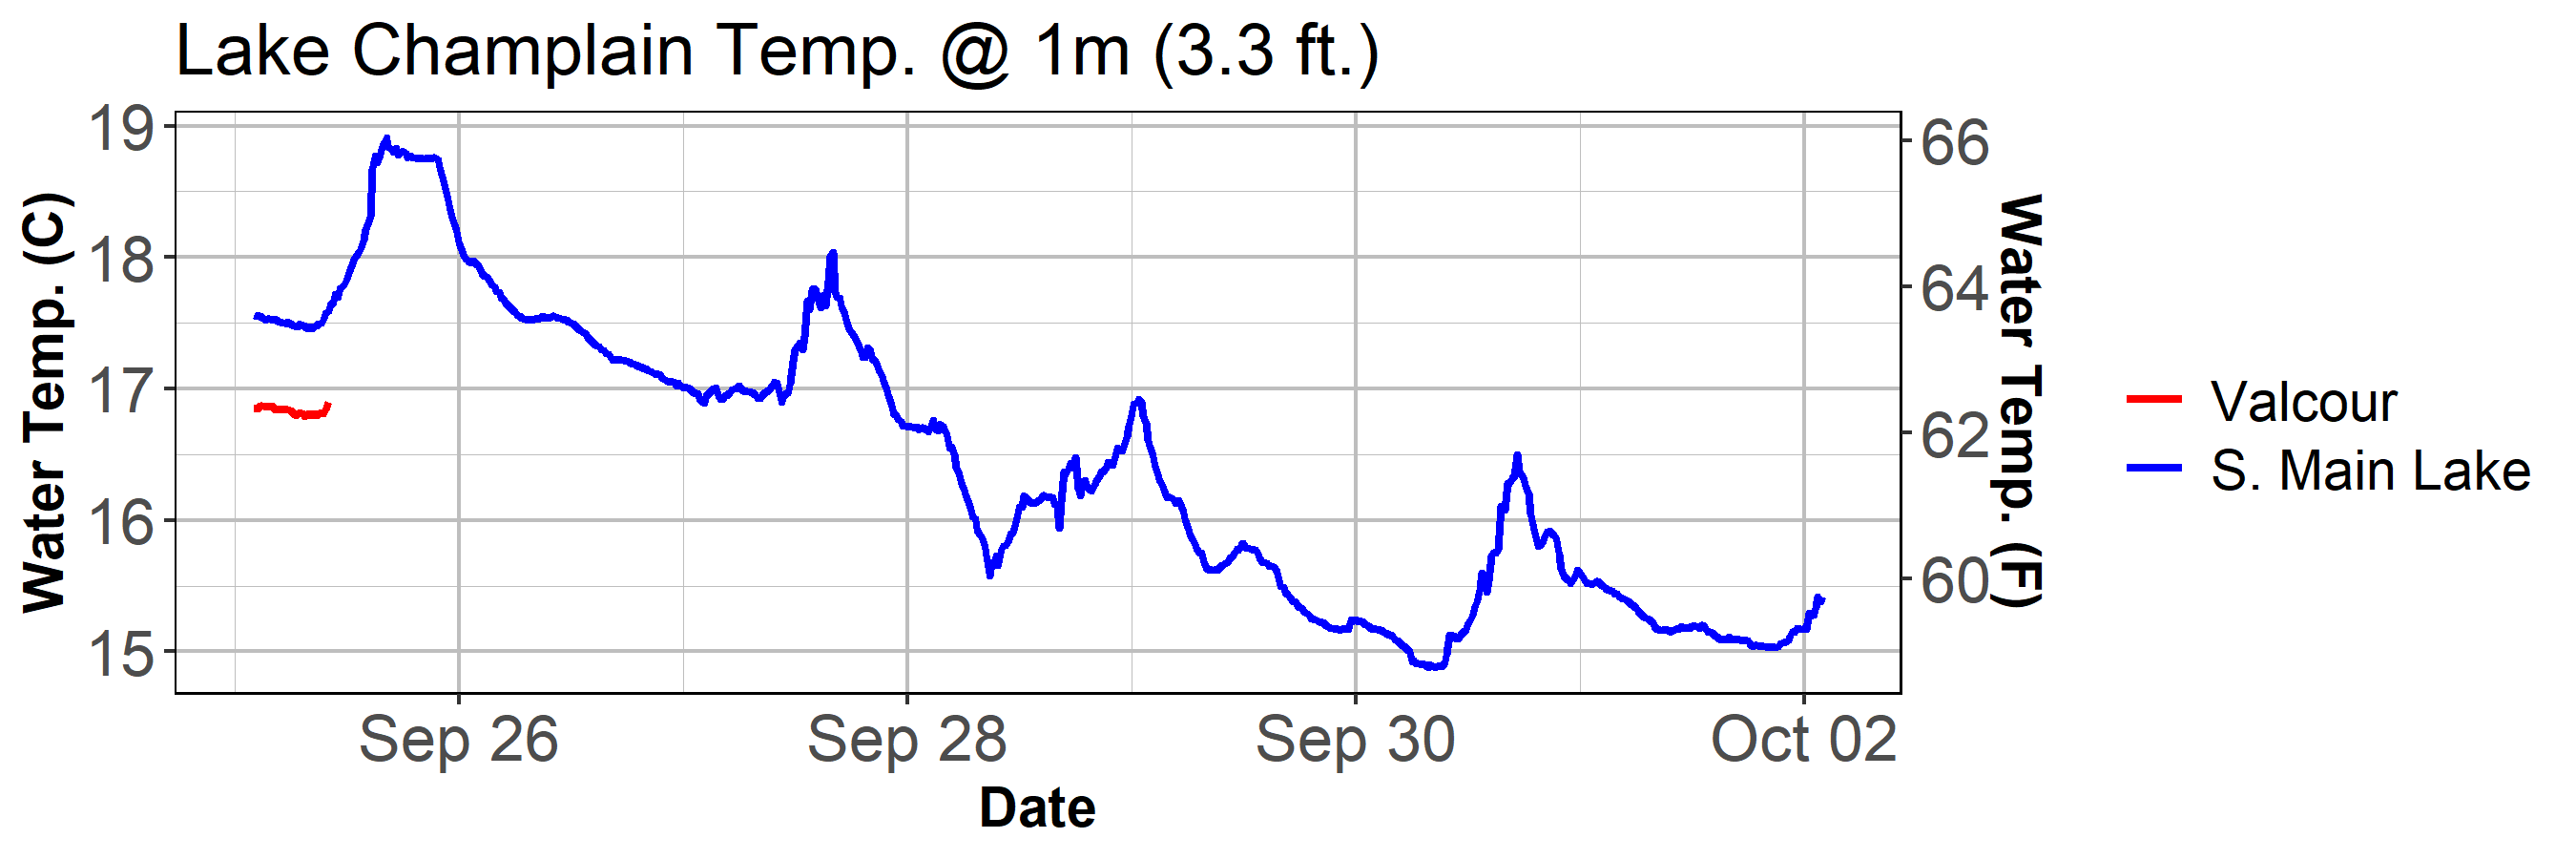 Lake Champlain Temp. @ 1m (3.3 ft.)
Water Temp. (C)
19
18
17
16
15
66
64
62
60
Water Temp. (F)
Sep 26
Sep 28
Sep 30
Oct 02
Date
Valcour
S. Main Lake